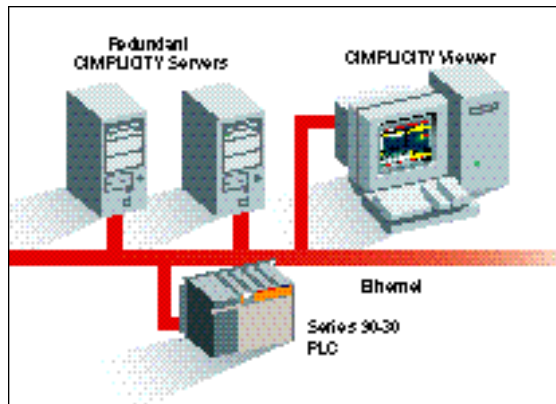 Redundant
CIMPLICITY Servers
CIMPLICITY Viewer
Ethernet
Series 90-30
PLC